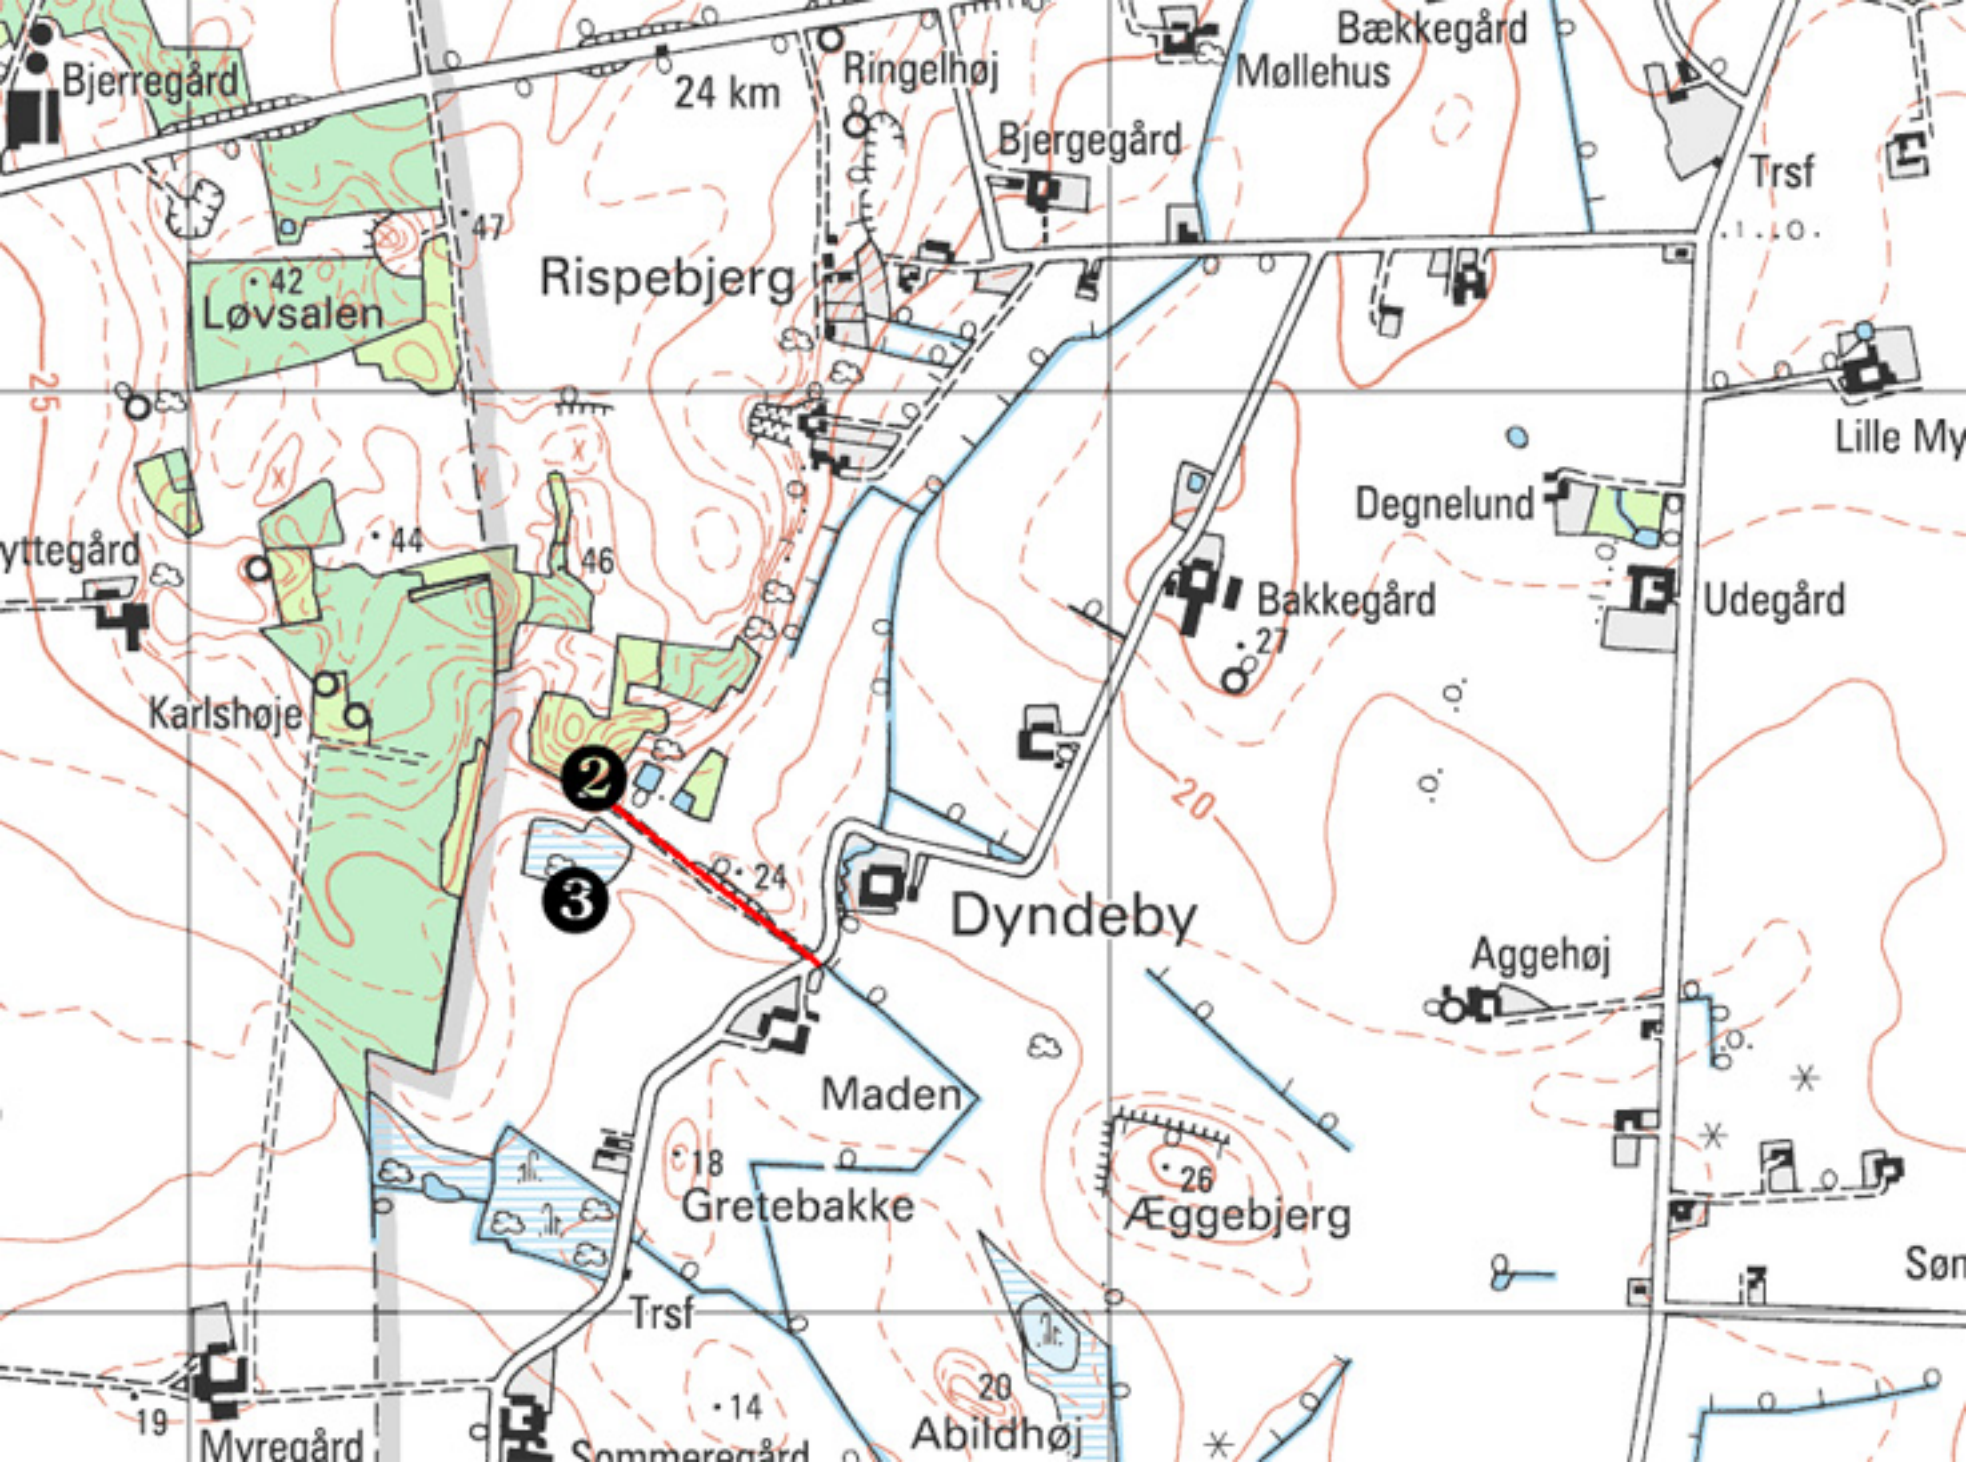 Bækkegård
Bjerregård
Ringelhøj
Møllehus
24 km
Bjergegård
Trsf
47
Rispebjerg
42
Løvsalen
25
Lille My
Degnelund
44
yttegård
46
Bakkegård
Udegård
27
Karlshøje
2
20
24
3
Dyndeby
Aggehøj
Maden
18
26
Gretebakke
Æggebjerg
Søn
Trsf
20
14
19
Abildhøj
Myregård
Sommeregård